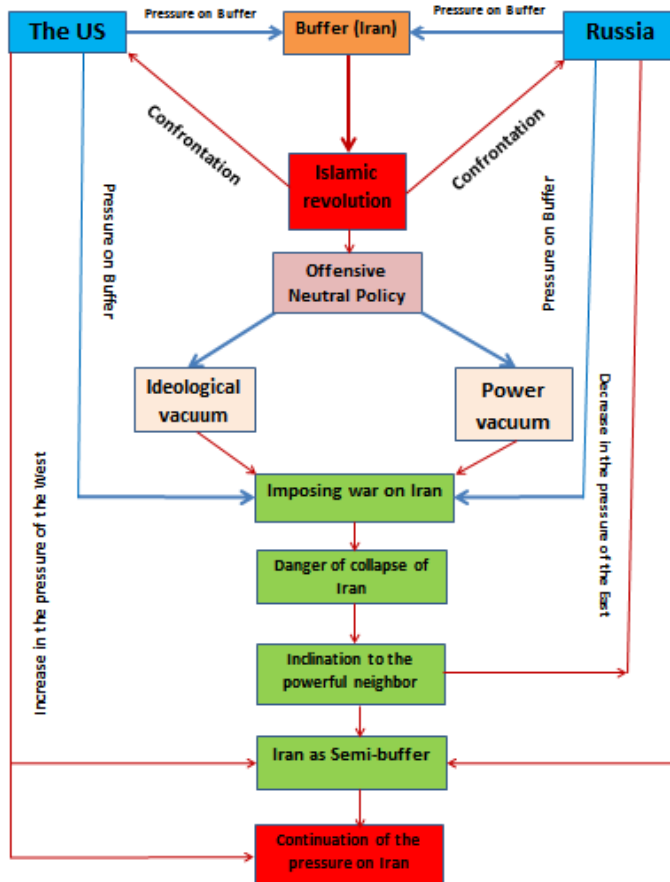 Pressure on Buffer
Pressure on Buffer
The US
Buffer (Iran)
Russia
Confrontation
Confrontation
Islamic
revolution
Pressure on Buffer
Pressure on Buffer
Offensive
Neutral Policy
Ideological
vacuum
Power
vacuum
Increase in the pressure of the West
Decrease in the pressure of the East
Imposing war on Iran
Danger of collapse of
Iran
Inclination to the
powerful neighbor
Iran as Semi-buffer
Continuation of the
pressure on Iran